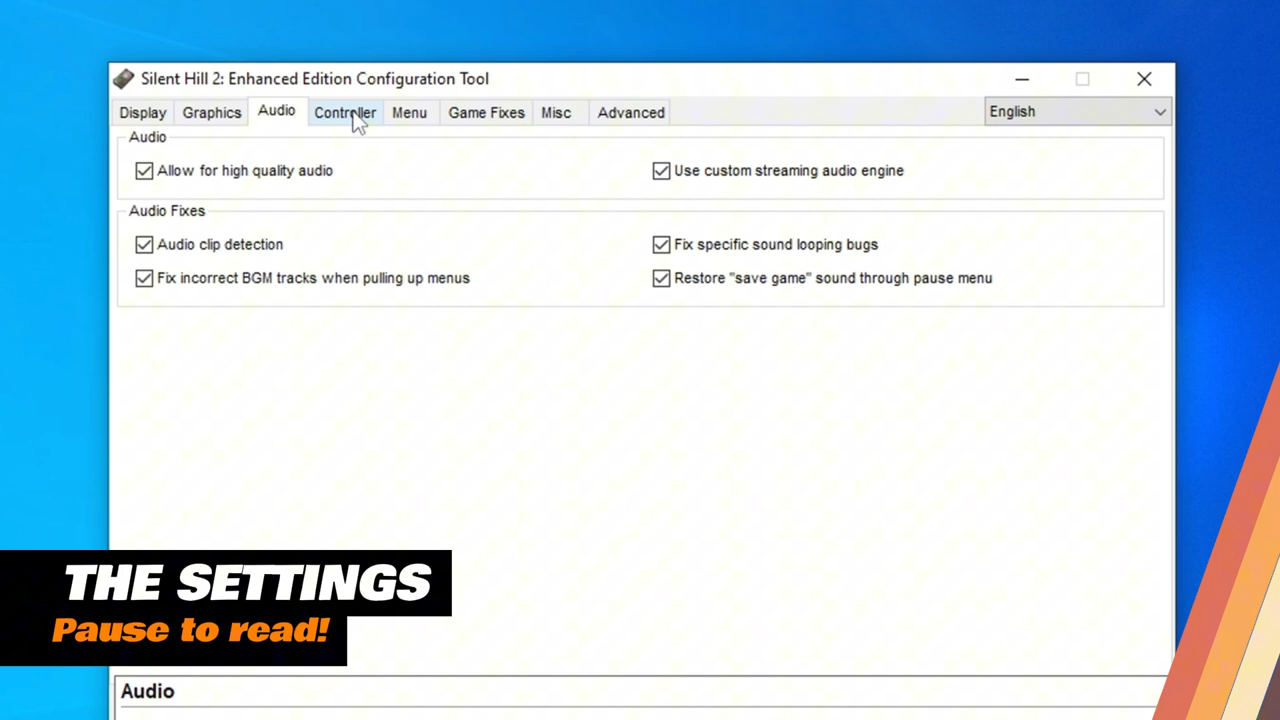 Silent Hill 2: Enhanced Edition Configuration Tool
Display Graphics Audio Controller Menu Game Fixes Misc Advanced English
Audio
Allow for high quality audio Use custom streaming audio engine
Audio Fixes
Audio clip detection Fix specific sound looping bugs
Fix incorrect BGM tracks when pulling up menus Restore "save game" sound through pause menu
THE SETTINGS
Pause to read!
Audio